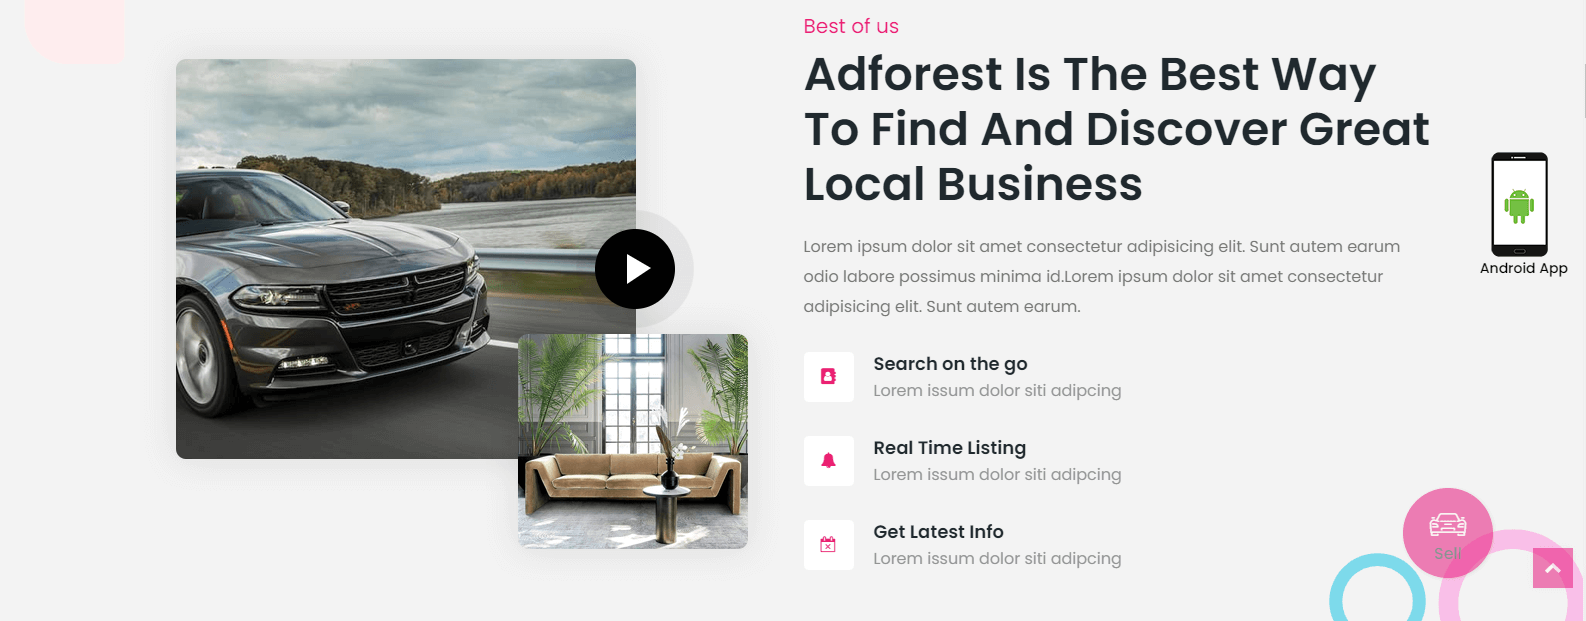 Best of us
Adforest Is The Best Way
To Find And Discover Great
Local Business
Lorem ipsum dolor sit amet consectetur adipisicing elit. Sunt autem earum
odio labore possimus minima id.Lorem ipsum dolor sit amet consectetur
adipisicing elit. Sunt autem earum.
Search on the go
Lorem issum dolor siti adipcing
Real Time Listing
Lorem issum dolor siti adipcing
Get Latest Info
Lorem issum dolor siti adipcing
Android App
Sell